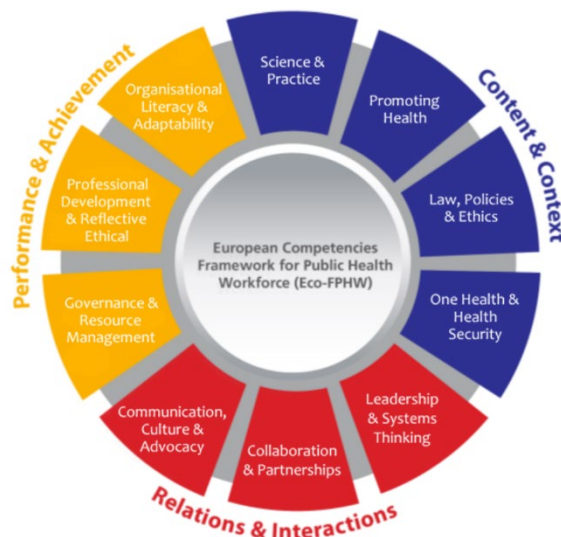 Performance & Achievement
Content & Context
Relations & Interactions
Science &
Practice
Promoting
Health
Law, Policies
& Ethics
One Health &
Health
Security
Leadership
& Systems
Thinking
Collaboration
& Partnerships
Communication,
Culture &
Advocacy
Governance &
Resource
Management
Professional
Development
& Reflective
Ethical
Organisational
Literacy &
Adaptability
European Competencies
Framework for Public Health
Workforce (Eco-FPHW)